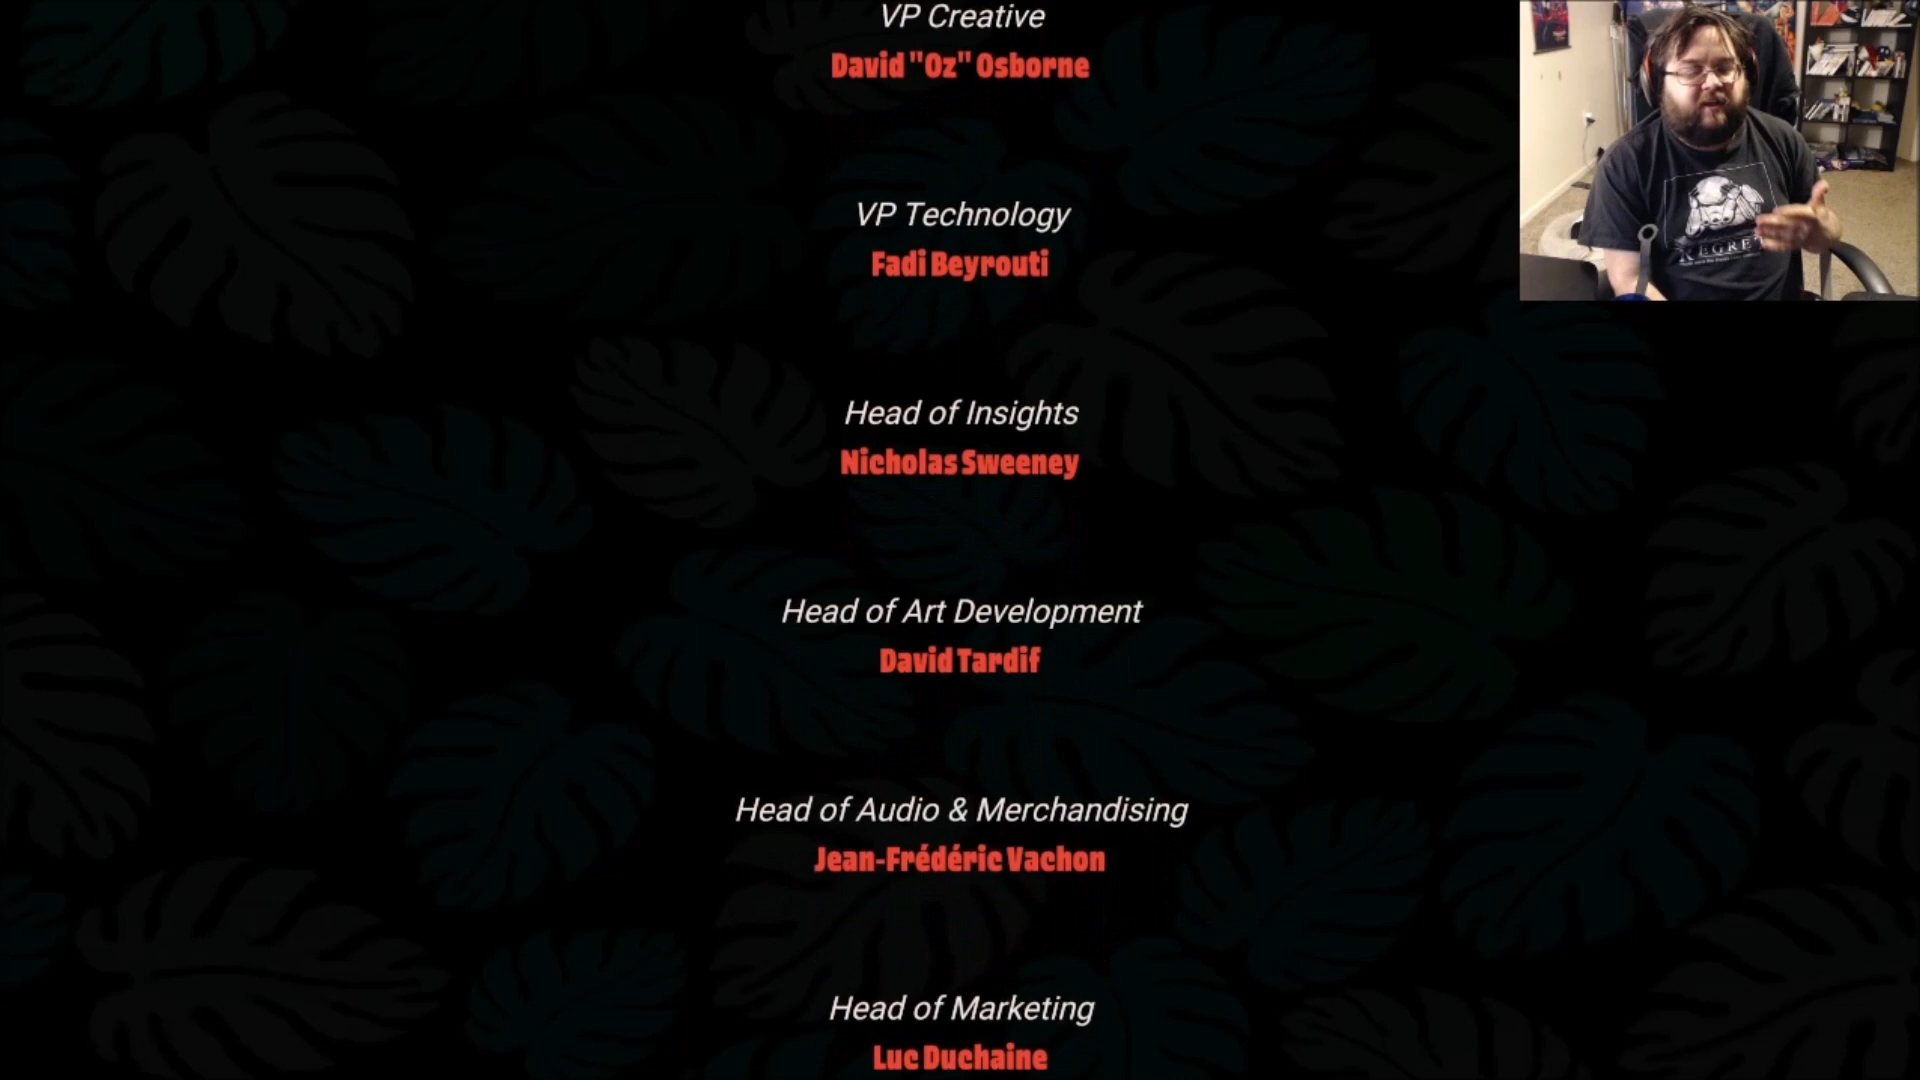 VP Creative
David "Oz" Osborne
VP Technology
Fadi Beyrouti
Head of Insights
Nicholas Sweeney
Head of Art Development
David Tardif
Head of Audio & Merchandising
Jean-Frédéric Vachon
Head of Marketing
Luc Duchaine
REGRET